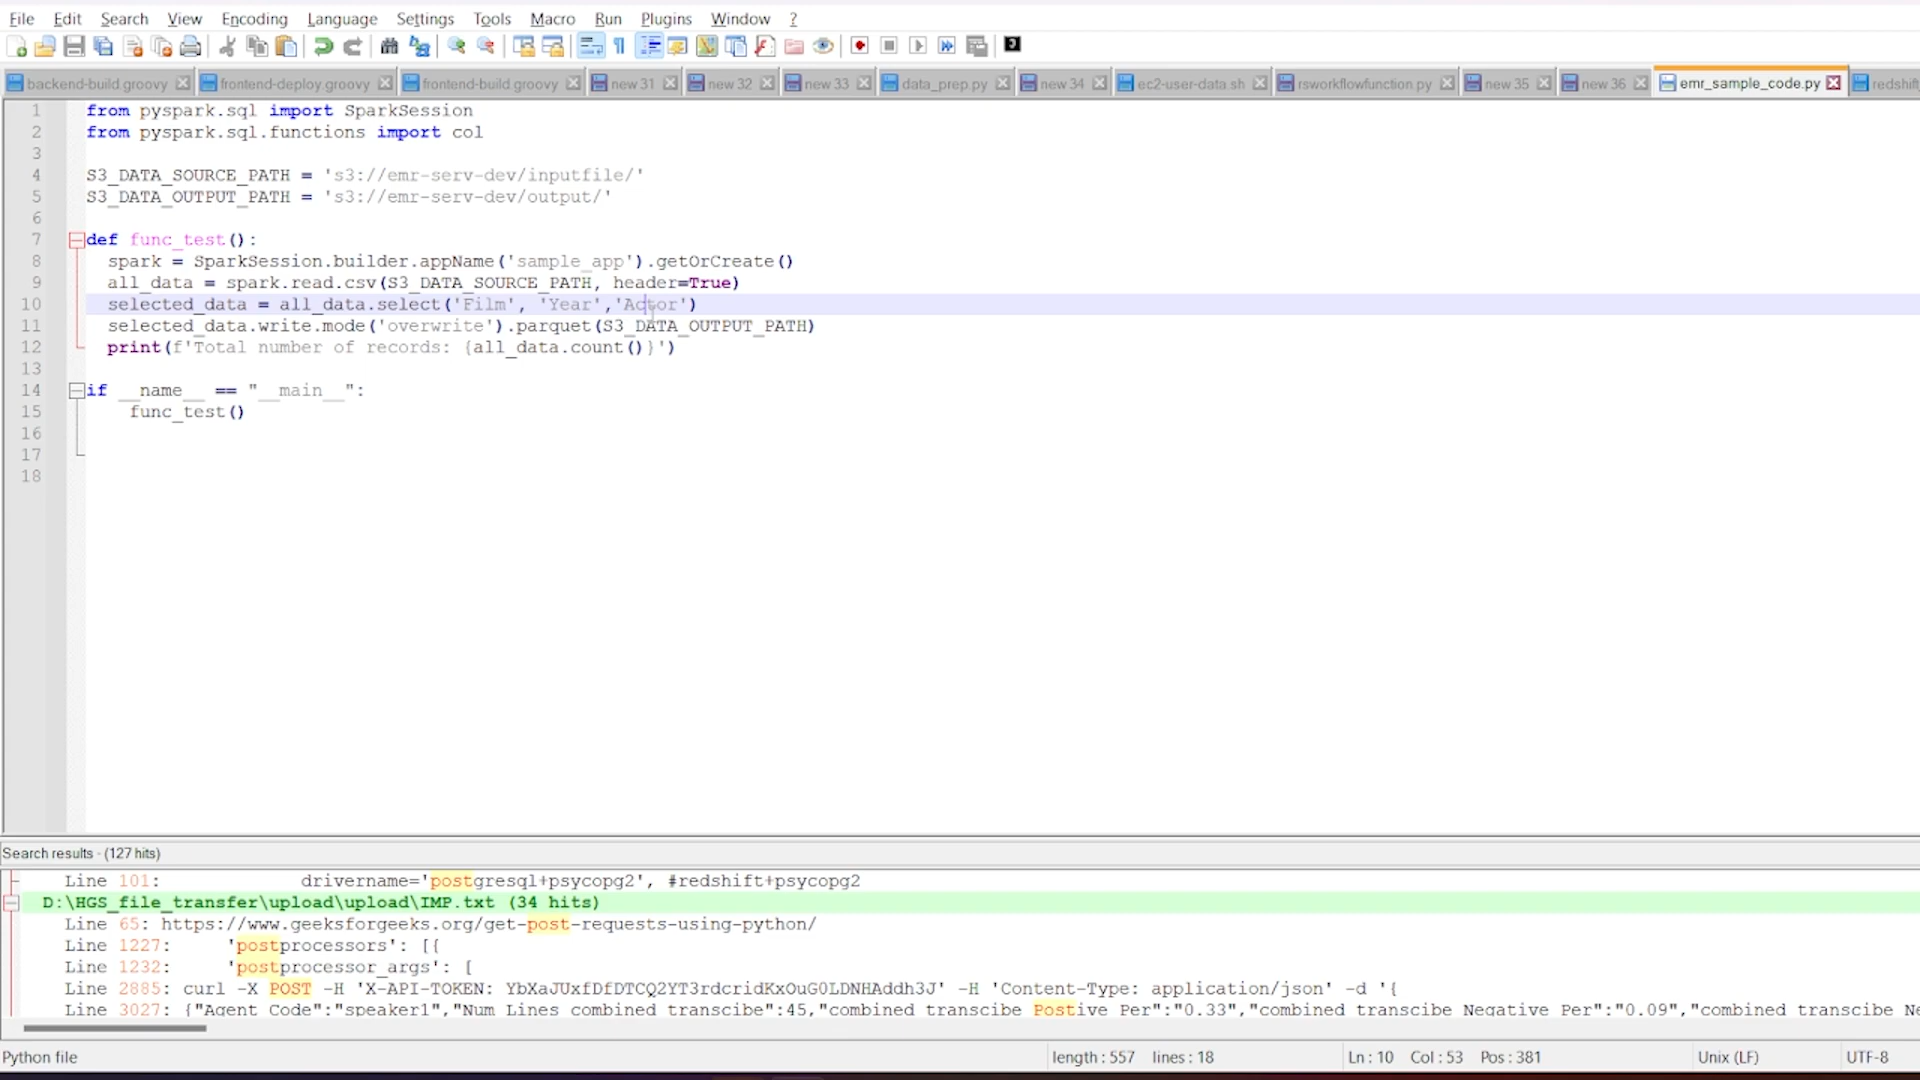 File Edit Search View Encoding Language Settings Tools Macro Run Plugins Window ?
backend-build.groovy frontend-deploy.groovy frontend-build.groovy new 31 new 32 new 33 data_prep.py new 34 ec2-user-data.sh rsworkflowfunction.py new 35 new 36 emr_sample_code.py redshift
1 from pyspark.sql import SparkSession
2 from pyspark.sql.functions import col
3
4 S3_DATA_SOURCE_PATH = 's3://emr-serv-dev/inputfile/'
5 S3_DATA_OUTPUT_PATH = 's3://emr-serv-dev/output/'
6
7 def func_test():
8 spark = SparkSession.builder.appName('sample_app').getOrCreate()
9 all_data = spark.read.csv(S3_DATA_SOURCE_PATH, header=True)
10 selected_data = all_data.select('Film', 'Year','Actor')
11 selected_data.write.mode('overwrite').parquet(S3_DATA_OUTPUT_PATH)
12 print(f'Total number of records: {all_data.count()}')
13
14 if __name__ == "__main__":
15 func_test()
16
17
18
Search results - (127 hits)
Line 101: drivername='postgresql+psycopg2', #redshift+psycopg2
D:\HGS_file_transfer\upload\upload\IMP.txt (34 hits)
Line 65: https://www.geeksforgeeks.org/get-post-requests-using-python/
Line 1227: 'postprocessors': [{
Line 1232: 'postprocessor_args': [
Line 2885: curl -X POST -H 'X-API-TOKEN: YbXaJUxfDfDTCQ2YT3rdcridKxOuG0LDNHAddh3J' -H 'Content-Type: application/json' -d '{
Line 3027: {"Agent Code":"speaker1","Num Lines combined transcibe":45,"combined transcibe Postive Per":"0.33","combined transcibe Negative Per":"0.09","combined transcibe Ne
Python file length : 557 lines : 18 Ln : 10 Col : 53 Pos : 381 Unix (LF) UTF-8